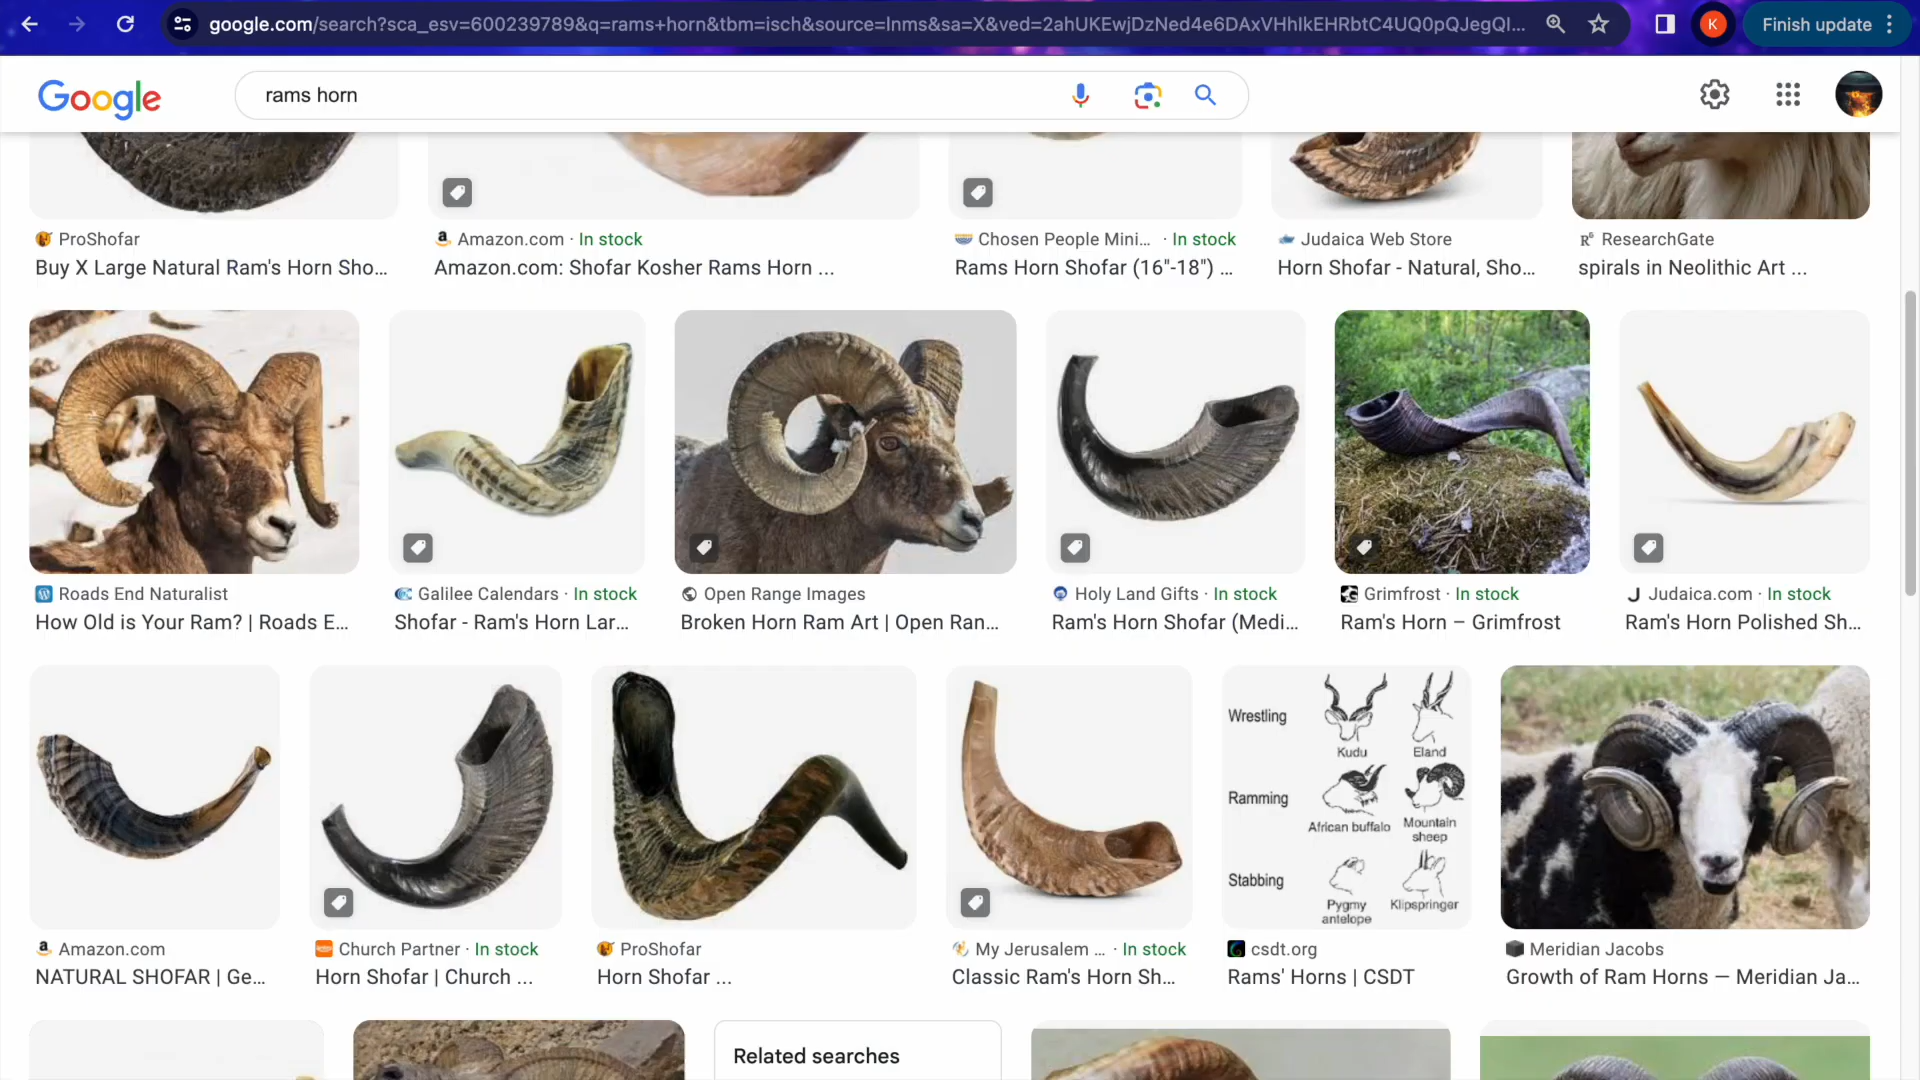 google.com/search?sca_esv=600239789&q=rams+horn&tbm=isch&source=lnms&sa=X&ved=2ahUKEwjDzNed4e6DAxVHhIkEHRbtC4UQ0pQJegQI...
K
Finish update
Google
rams horn
ProShofar
Buy X Large Natural Ram's Horn Sho...
Amazon.com · In stock
Amazon.com: Shofar Kosher Rams Horn ...
Chosen People Mini... · In stock
Rams Horn Shofar (16"-18") ...
Judaica Web Store
Horn Shofar - Natural, Sho...
R⁶ ResearchGate
spirals in Neolithic Art ...
Roads End Naturalist
How Old is Your Ram? | Roads E...
Galilee Calendars · In stock
Shofar - Ram's Horn Lar...
Open Range Images
Broken Horn Ram Art | Open Ran...
Holy Land Gifts · In stock
Ram's Horn Shofar (Medi...
Grimfrost · In stock
Ram's Horn – Grimfrost
Judaica.com · In stock
Ram's Horn Polished Sh...
Wrestling
Kudu
Eland
Ramming
African buffalo
Mountain
sheep
Stabbing
Pygmy
antelope
Klipspringer
Amazon.com
NATURAL SHOFAR | Ge...
Church Partner · In stock
Horn Shofar | Church ...
ProShofar
Horn Shofar ...
My Jerusalem ... · In stock
Classic Ram's Horn Sh...
csdt.org
Rams' Horns | CSDT
Meridian Jacobs
Growth of Ram Horns — Meridian Ja...
Related searches